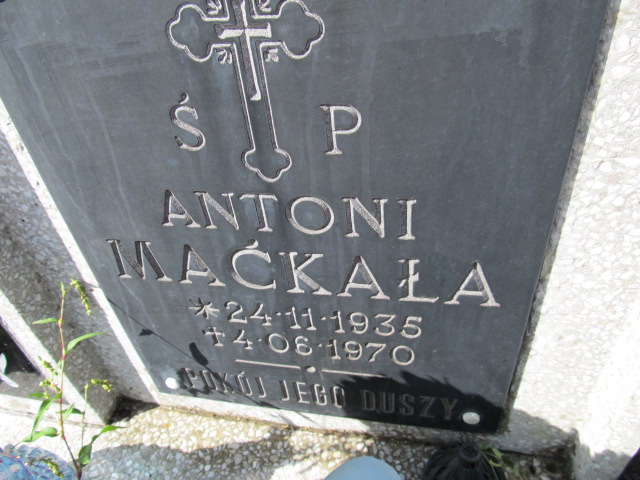 Ś P
ANTONI
MAĆKAŁA
* 24·11·1935
✝ 4·06·1970
POKÓJ JEGO DUSZY